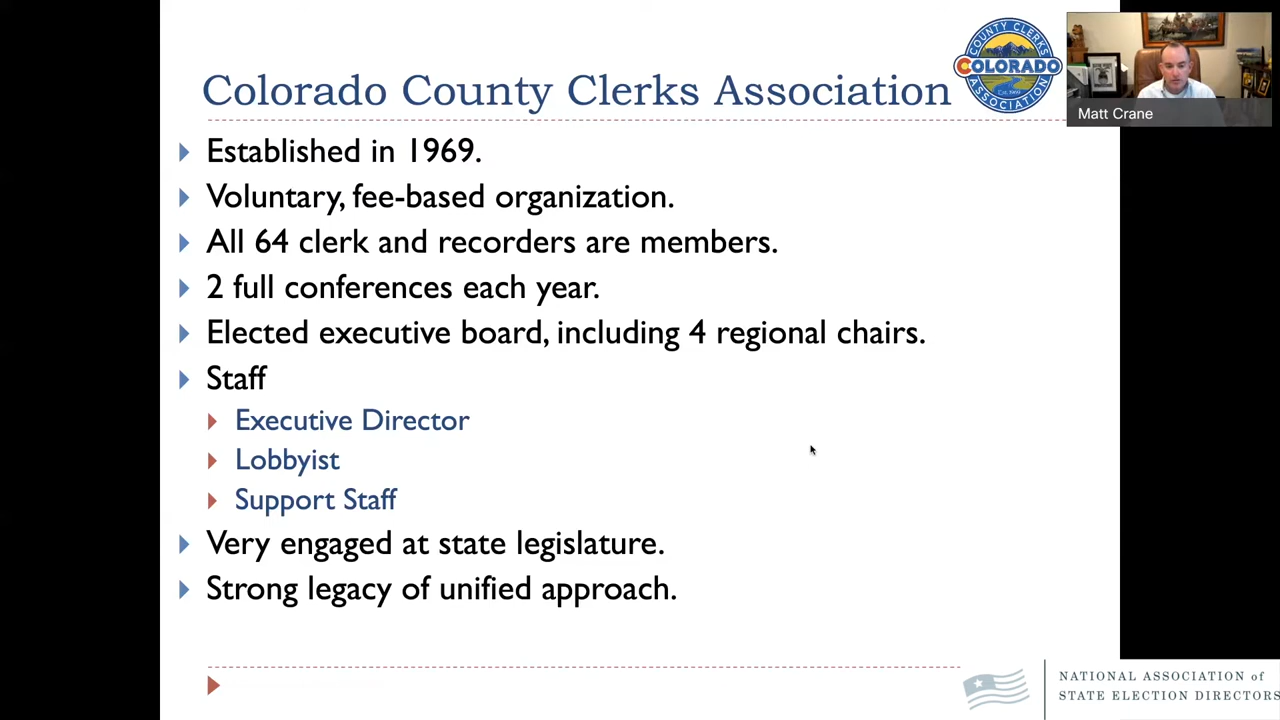 Colorado County Clerks Association
COUNTY CLERKS
COLORADO
ASSOCIATION
Matt Crane
Established in 1969.
Voluntary, fee-based organization.
All 64 clerk and recorders are members.
2 full conferences each year.
Elected executive board, including 4 regional chairs.
Staff
Executive Director
Lobbyist
Support Staff
Very engaged at state legislature.
Strong legacy of unified approach.
NATIONAL ASSOCIATION of
STATE ELECTION DIRECTORS